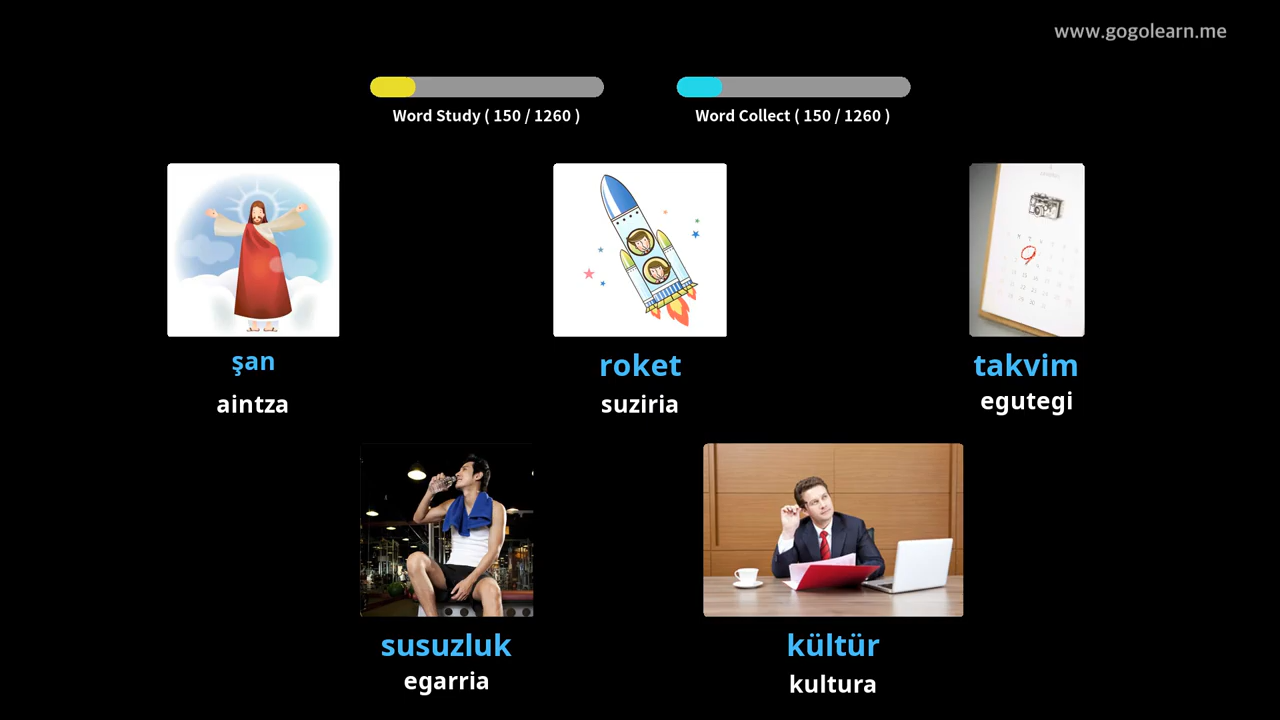 www.gogolearn.me
Word Study ( 150 / 1260 )
Word Collect ( 150 / 1260 )
şan
aintza
roket
suziria
takvim
egutegi
susuzluk
egarria
kültür
kultura